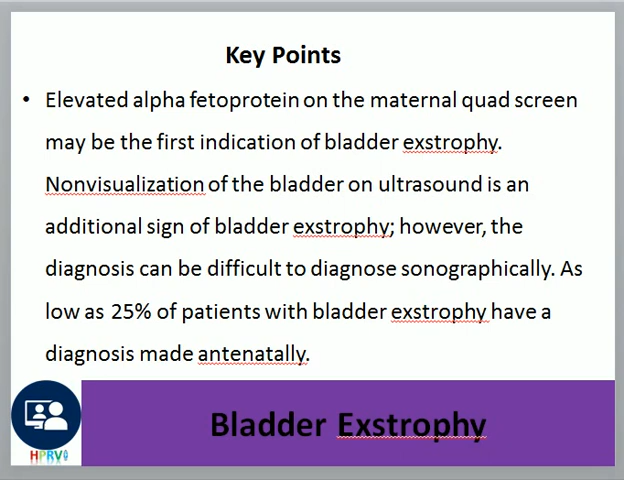 Key Points
• Elevated alpha fetoprotein on the maternal quad screen
may be the first indication of bladder exstrophy.
Nonvisualization of the bladder on ultrasound is an
additional sign of bladder exstrophy; however, the
diagnosis can be difficult to diagnose sonographically. As
low as 25% of patients with bladder exstrophy have a
diagnosis made antenatally.
Bladder Exstrophy
HPRV